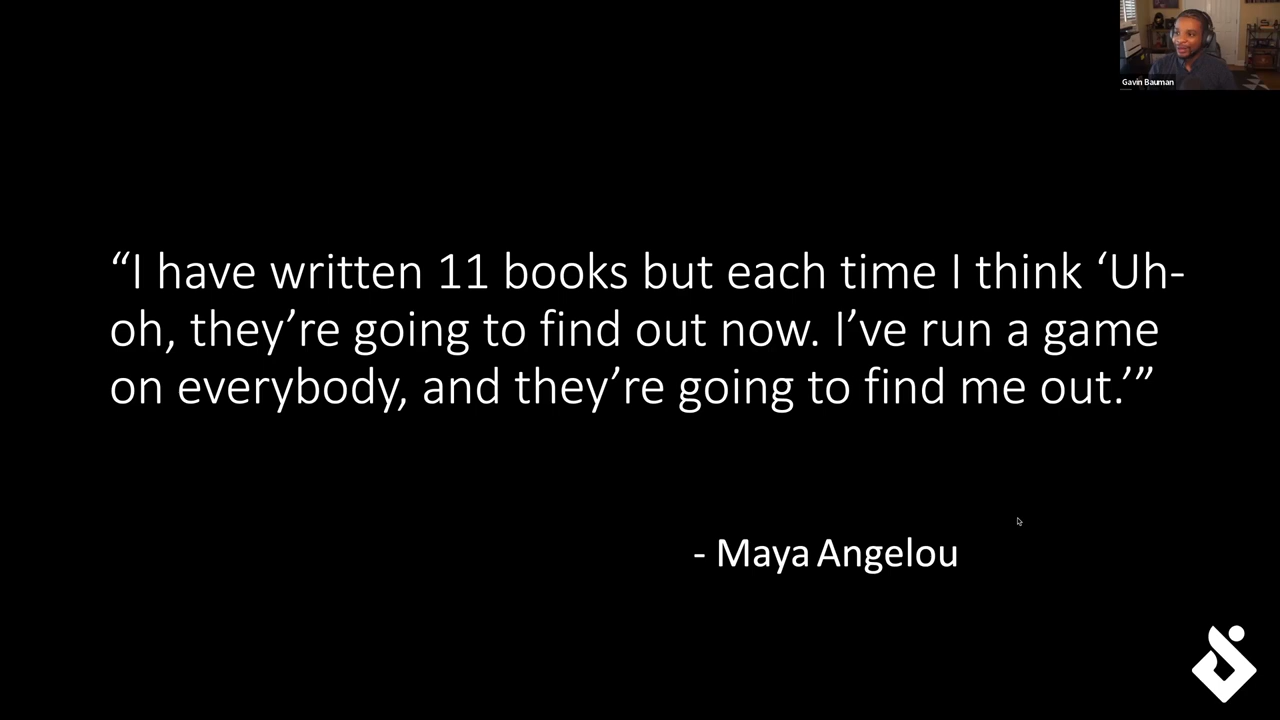 Gavin Bauman
“I have written 11 books but each time I think ‘Uh-
oh, they’re going to find out now. I’ve run a game
on everybody, and they’re going to find me out.’”
- Maya Angelou